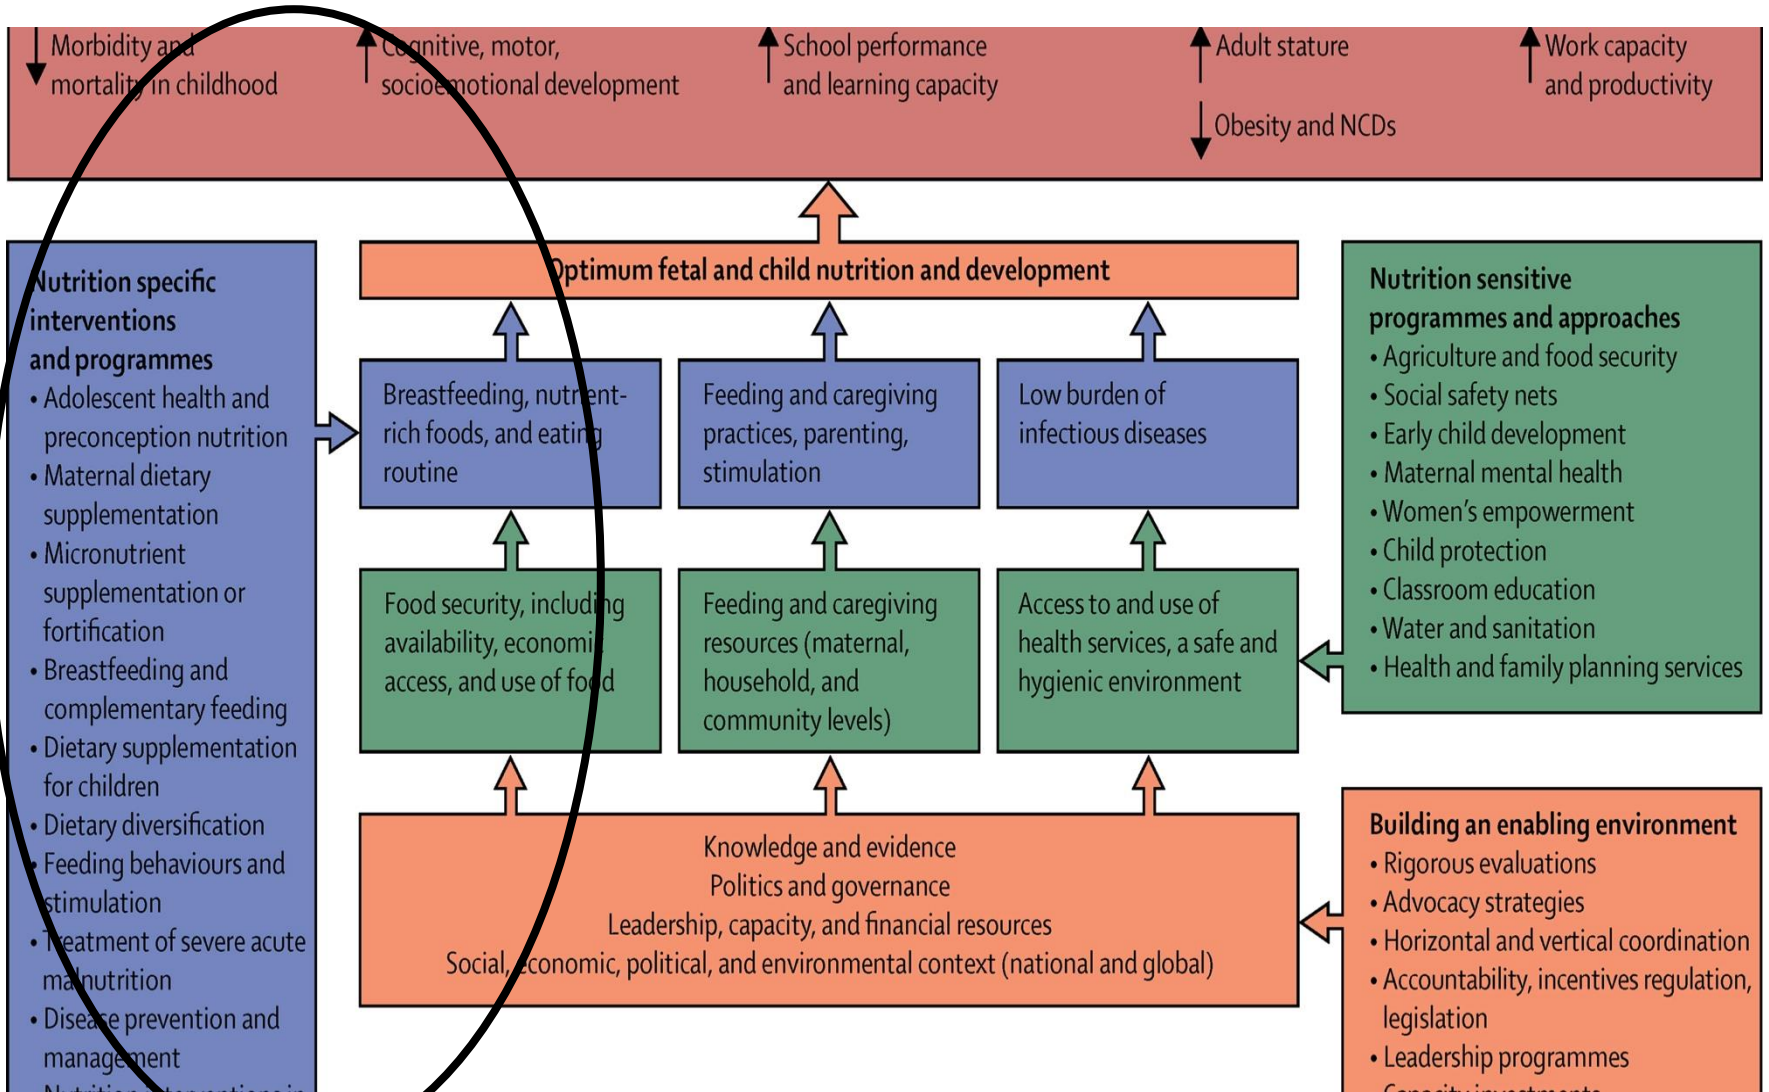 Morbidity and
mortality in childhood
Cognitive, motor,
socioemotional development
School performance
and learning capacity
Adult stature
Obesity and NCDs
Work capacity
and productivity
Nutrition specific
interventions
and programmes
• Adolescent health and
preconception nutrition
• Maternal dietary
supplementation
• Micronutrient
supplementation or
fortification
• Breastfeeding and
complementary feeding
• Dietary supplementation
for children
• Dietary diversification
• Feeding behaviours and
stimulation
• Treatment of severe acute
malnutrition
• Disease prevention and
management
• Nutrition interventions in
Optimum fetal and child nutrition and development
Breastfeeding, nutrient-
rich foods, and eating
routine
Feeding and caregiving
practices, parenting,
stimulation
Low burden of
infectious diseases
Food security, including
availability, economic
access, and use of food
Feeding and caregiving
resources (maternal,
household, and
community levels)
Access to and use of
health services, a safe and
hygienic environment
Knowledge and evidence
Politics and governance
Leadership, capacity, and financial resources
Social, economic, political, and environmental context (national and global)
Nutrition sensitive
programmes and approaches
• Agriculture and food security
• Social safety nets
• Early child development
• Maternal mental health
• Women's empowerment
• Child protection
• Classroom education
• Water and sanitation
• Health and family planning services
Building an enabling environment
• Rigorous evaluations
• Advocacy strategies
• Horizontal and vertical coordination
• Accountability, incentives regulation,
legislation
• Leadership programmes
• Capacity investments